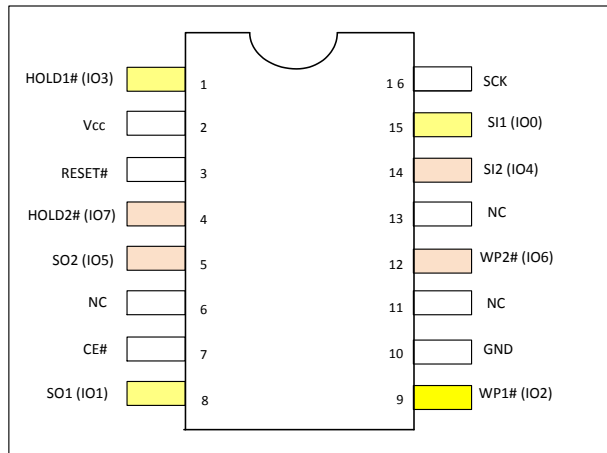 HOLD1# (IO3) 1 16 SCK
Vcc 2 15 SI1 (IO0)
RESET# 3 14 SI2 (IO4)
HOLD2# (IO7) 4 13 NC
SO2 (IO5) 5 12 WP2# (IO6)
NC 6 11 NC
CE# 7 10 GND
SO1 (IO1) 8 9 WP1# (IO2)